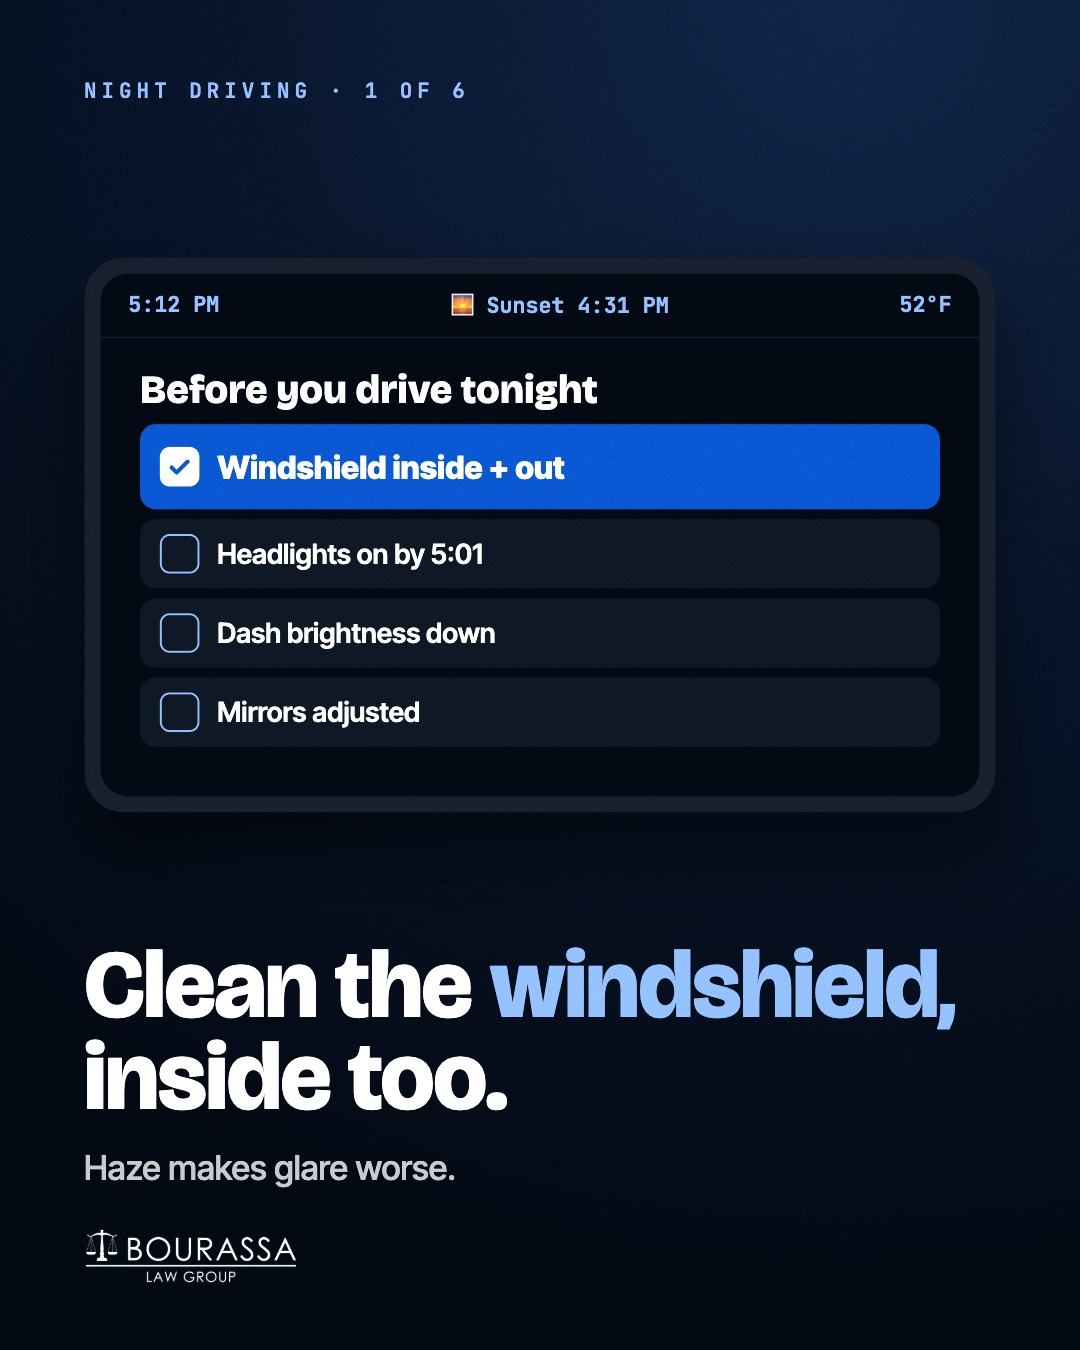 NIGHT DRIVING · 1 OF 6
5:12 PM
Sunset 4:31 PM
52°F
Before you drive tonight
Windshield inside + out
Headlights on by 5:01
Dash brightness down
Mirrors adjusted
Clean the windshield,
inside too.
Haze makes glare worse.
BOURASSA
LAW GROUP